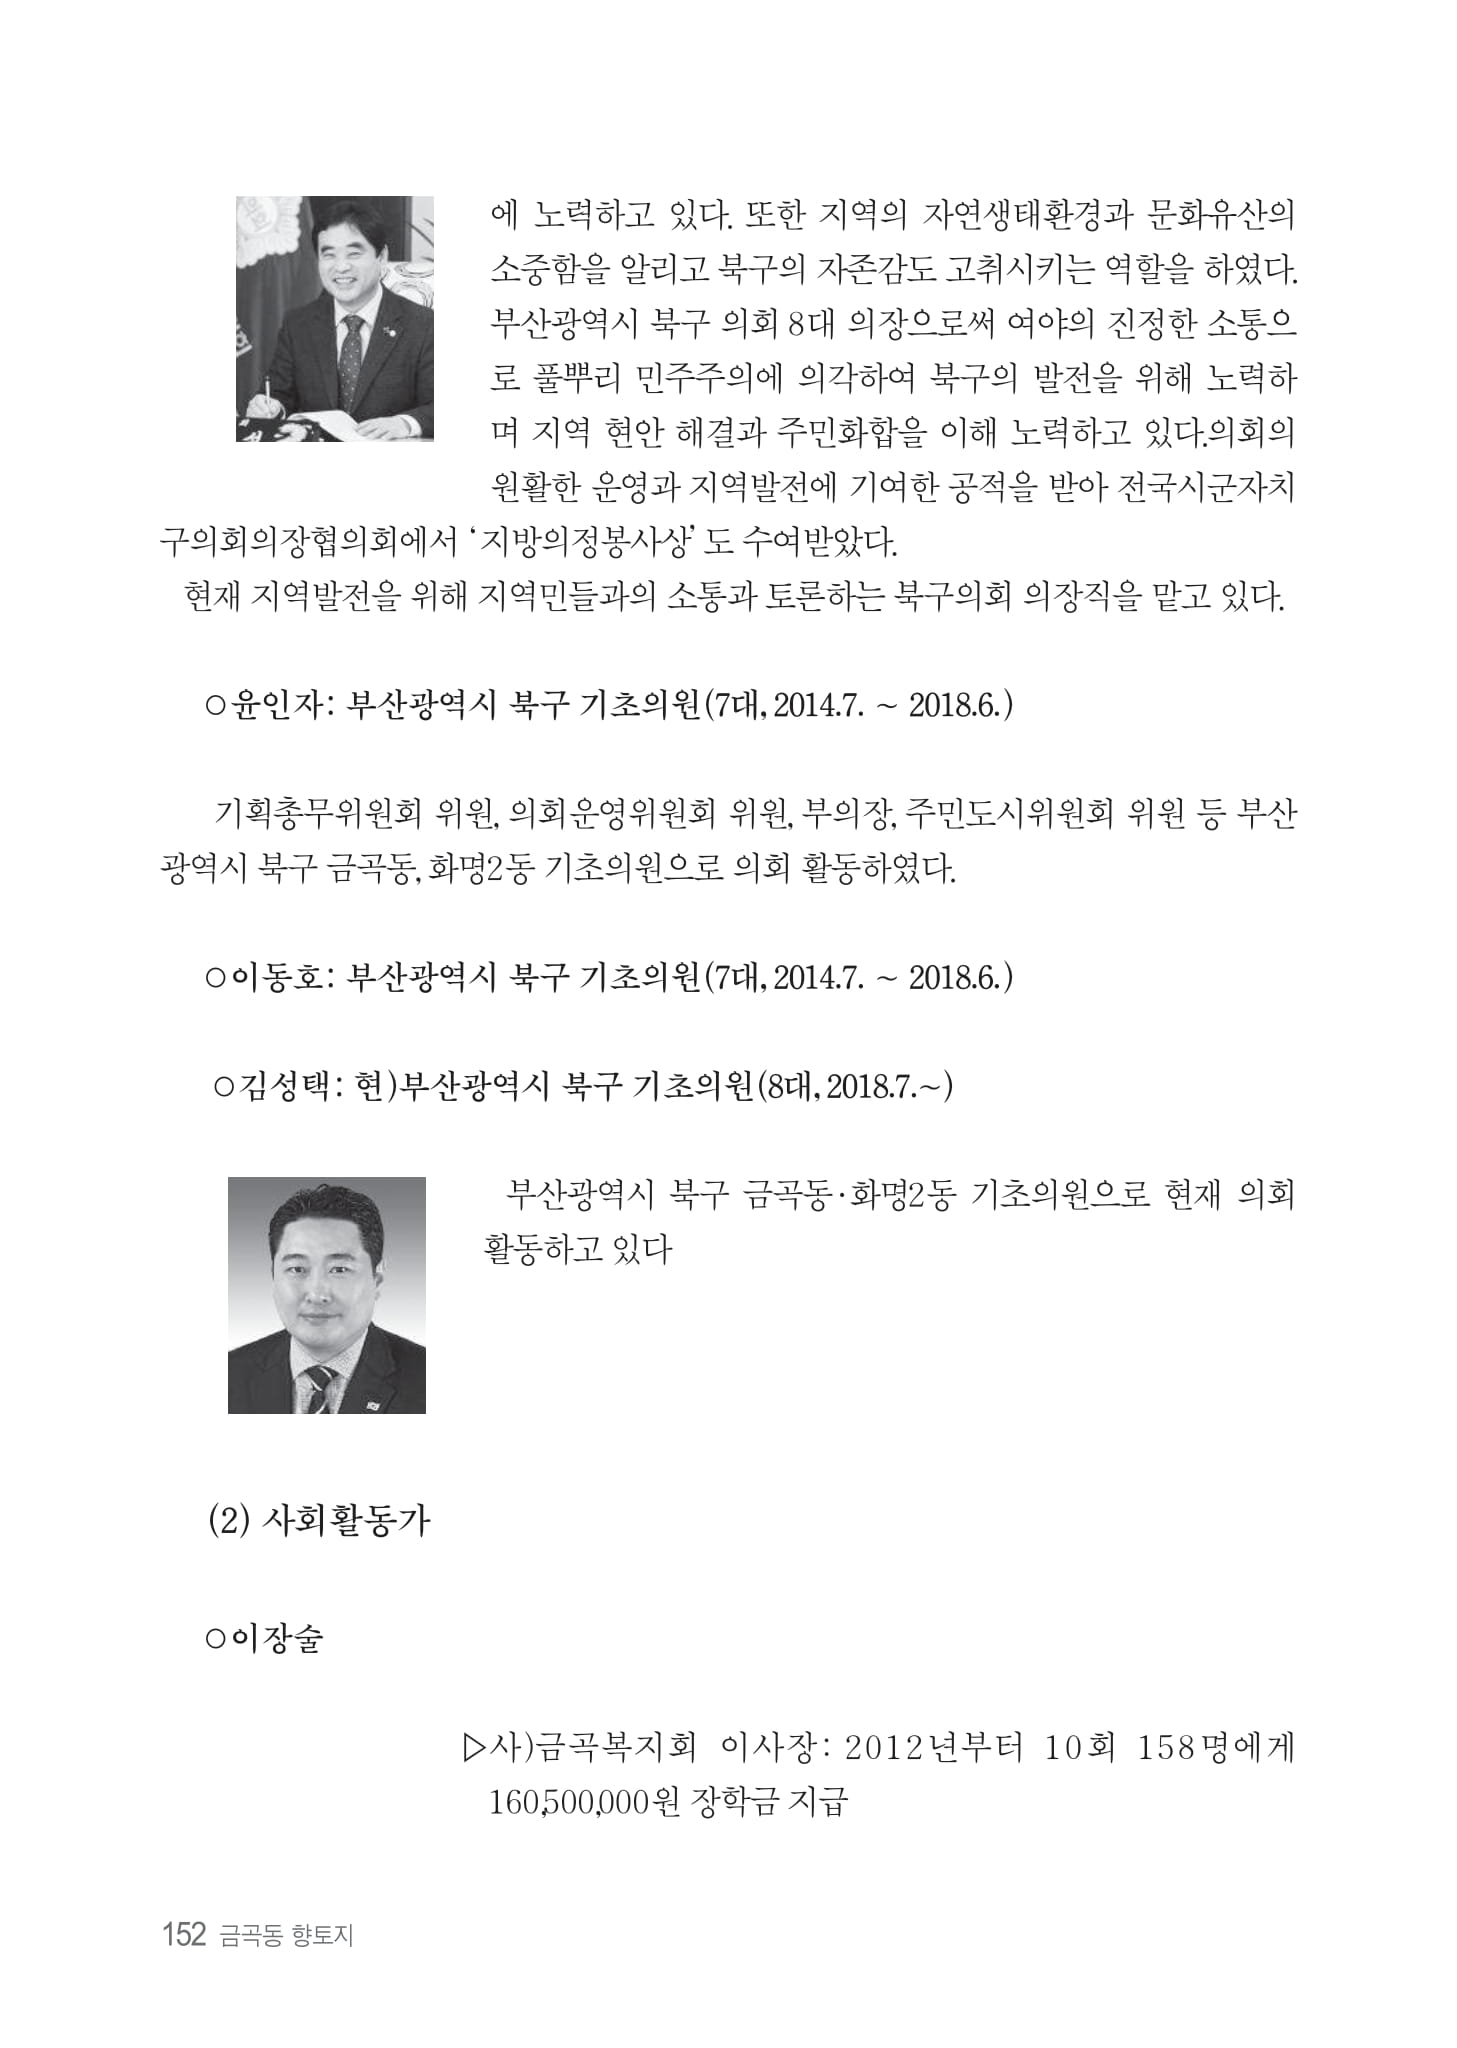 에 노력하고 있다. 또한 지역의 자연생태환경과 문화유산의
소중함을 알리고 북구의 자존감도 고취시키는 역할을 하였다.
부산광역시 북구 의회 8대 의장으로써 여야의 진정한 소통으
로 풀뿌리 민주주의에 의각하여 북구의 발전을 위해 노력하
며 지역 현안 해결과 주민화합을 이해 노력하고 있다.의회의
원활한 운영과 지역발전에 기여한 공적을 받아 전국시군자치
구의회의장협의회에서 ‘지방의정봉사상’도 수여받았다.
현재 지역발전을 위해 지역민들과의 소통과 토론하는 북구의회 의장직을 맡고 있다.
○윤인자: 부산광역시 북구 기초의원(7대, 2014.7. ~ 2018.6.)
기획총무위원회 위원, 의회운영위원회 위원, 부의장, 주민도시위원회 위원 등 부산
광역시 북구 금곡동, 화명2동 기초의원으로 의회 활동하였다.
○이동호: 부산광역시 북구 기초의원(7대, 2014.7. ~ 2018.6.)
○김성택: 현)부산광역시 북구 기초의원(8대, 2018.7.~)
부산광역시 북구 금곡동·화명2동 기초의원으로 현재 의회
활동하고 있다
(2) 사회활동가
○이장술
▷사)금곡복지회 이사장: 2012년부터 10회 158명에게
160,500,000원 장학금 지급
152 금곡동 향토지